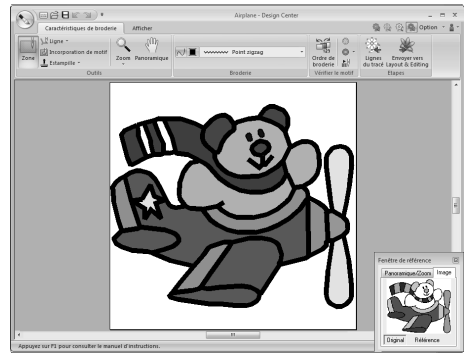 Airplane - Design Center
Caractéristiques de broderie
Afficher
Option
Zone
Ligne
Incorporation de motif
Estampille
Zoom
Panoramique
Point zigzag
Ordre de
broderie
Lignes
du tracé
Envoyer vers
Layout & Editing
Outils
Broderie
Vérifier le motif
Etapes
Fenêtre de référence
Panoramique/Zoom
Image
Original
Référence
Appuyez sur F1 pour consulter le manuel d'instructions.